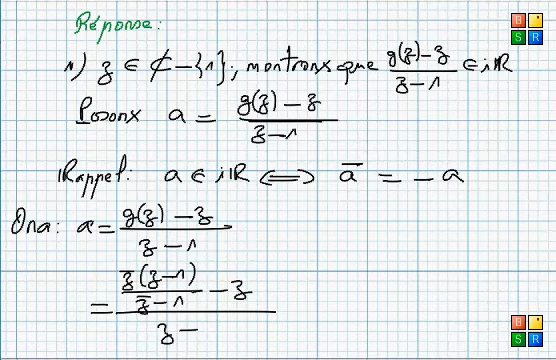 Réponse:
1) z ∈ ℂ - {1}; montrons que (g(z) - z)/(z - 1) ∈ iℝ
Posons a = (g(z) - z)/(z - 1)
Rappel: a ∈ iℝ ⟺ a̅ = - a
On a: a = (g(z) - z)/(z - 1)
= (z̅(z - 1)/(z̅ - 1) - z)/(z -
B
S R
B
S R